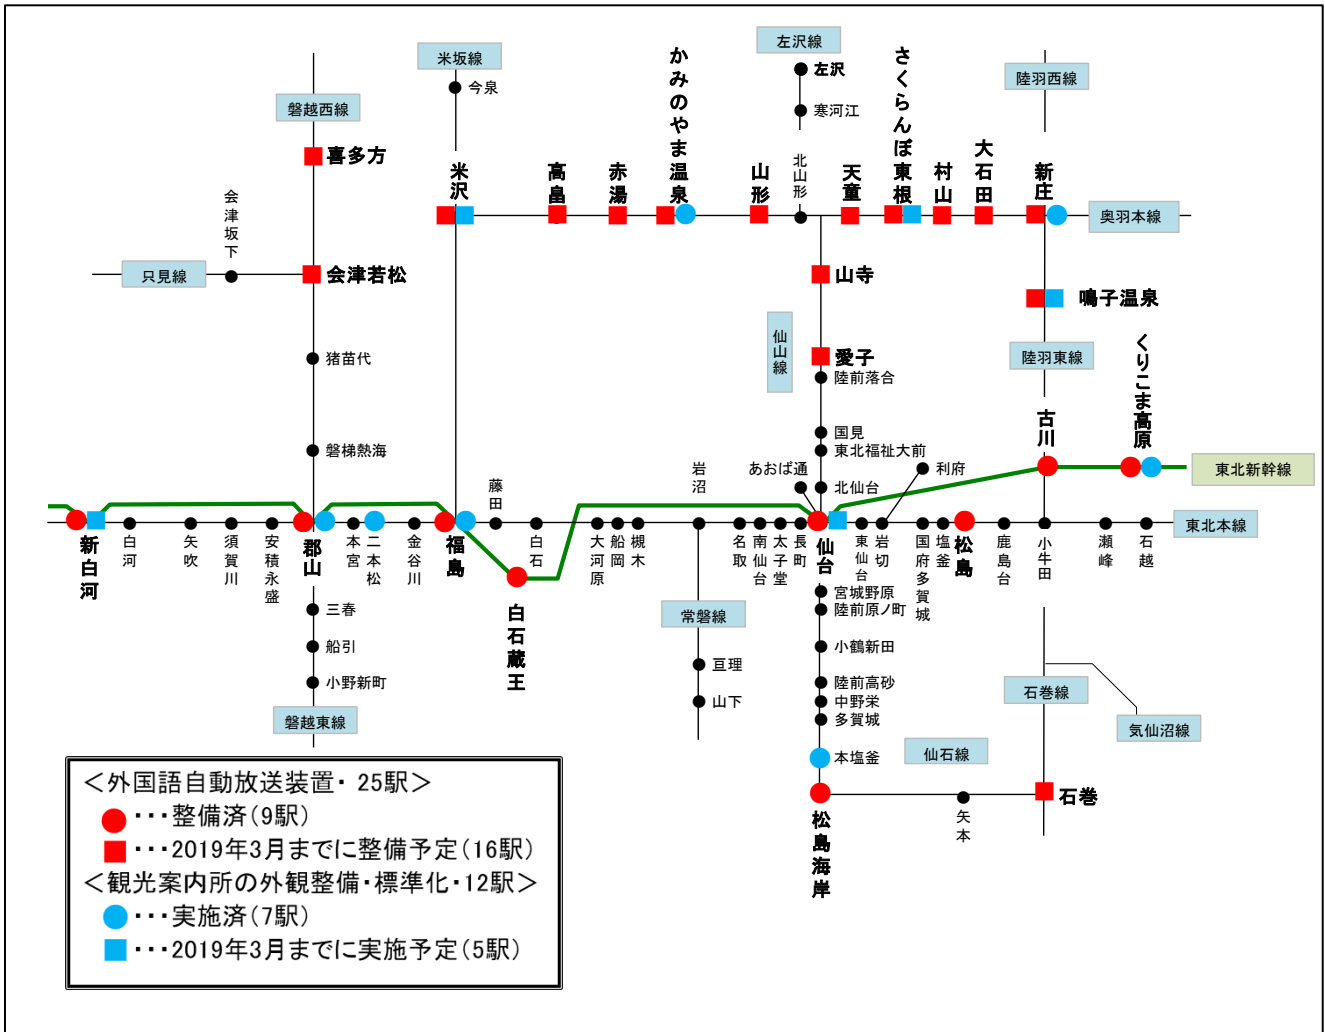 米坂線
今泉
左沢線
左沢
寒河江
陸羽西線
磐越西線
喜多方
会津坂下
只見線
会津若松
猪苗代
磐梯熱海
米沢
高畠
赤湯
かみのやま温泉
山形
北山形
天童
さくらんぼ東根
村山
大石田
新庄
奥羽本線
山寺
仙山線
愛子
陸前落合
国見
東北福祉大前
北仙台
あおば通
利府
鳴子温泉
陸羽東線
古川
くりこま高原
東北新幹線
東北本線
新白河
白河
矢吹
須賀川
安積永盛
郡山
本宮
二本松
金谷川
福島
藤田
白石
白石蔵王
大河原
船岡
槻木
岩沼
名取
南仙台
太子堂
長町
仙台
東仙台
岩切
国府多賀城
塩釜
松島
鹿島台
小牛田
瀬峰
石越
三春
船引
小野新町
磐越東線
常磐線
亘理
山下
宮城野原
陸前原ノ町
小鶴新田
陸前高砂
中野栄
多賀城
本塩釜
松島海岸
仙石線
矢本
石巻
石巻線
気仙沼線
＜外国語自動放送装置・25駅＞
・・・整備済（9駅）
・・・2019年3月までに整備予定（16駅）
＜観光案内所の外観整備・標準化・12駅＞
・・・実施済（7駅）
・・・2019年3月までに実施予定（5駅）